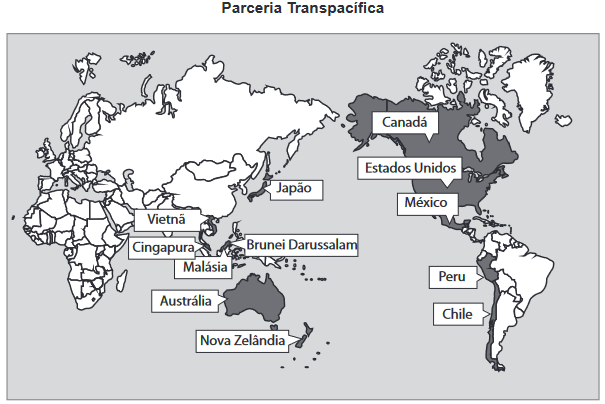 Parceria Transpacífica
Canadá
Estados Unidos
Japão
México
Vietnã
Cingapura
Brunei Darussalam
Malásia
Peru
Austrália
Chile
Nova Zelândia